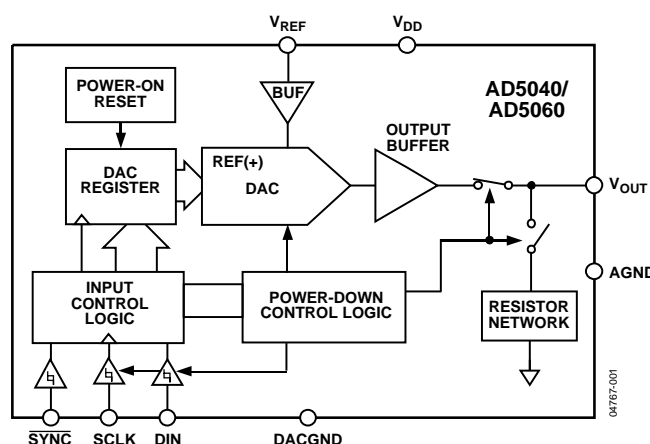 VREF
VDD
POWER-ON
RESET
BUF
AD5040/
AD5060
OUTPUT
BUFFER
REF(+)
DAC
REGISTER
DAC
VOUT
AGND
INPUT
CONTROL
LOGIC
POWER-DOWN
CONTROL LOGIC
RESISTOR
NETWORK
04767-001
SYNC
SCLK
DIN
DACGND